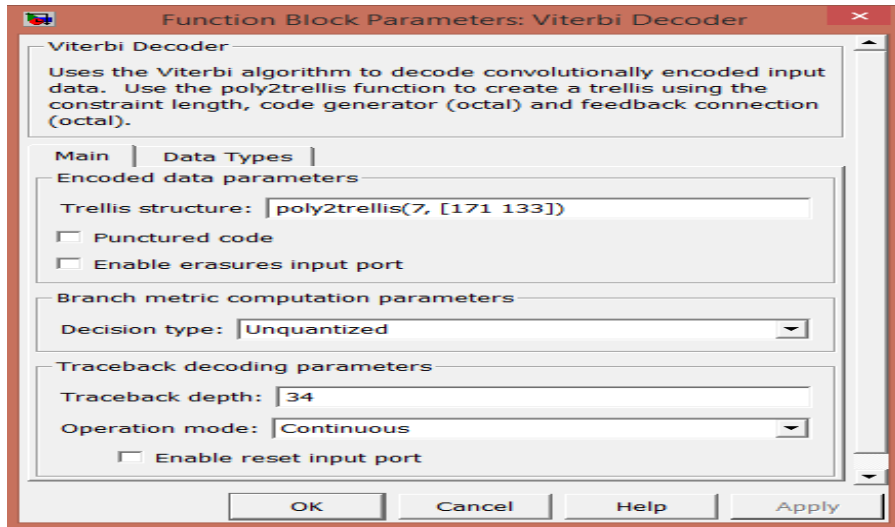 Function Block Parameters: Viterbi Decoder
Viterbi Decoder
Uses the Viterbi algorithm to decode convolutionally encoded input
data. Use the poly2trellis function to create a trellis using the
constraint length, code generator (octal) and feedback connection
(octal).
Main Data Types
Encoded data parameters
Trellis structure: poly2trellis(7, [171 133])
Punctured code
Enable erasures input port
Branch metric computation parameters
Decision type: Unquantized
Traceback decoding parameters
Traceback depth: 34
Operation mode: Continuous
Enable reset input port
OK Cancel Help Apply